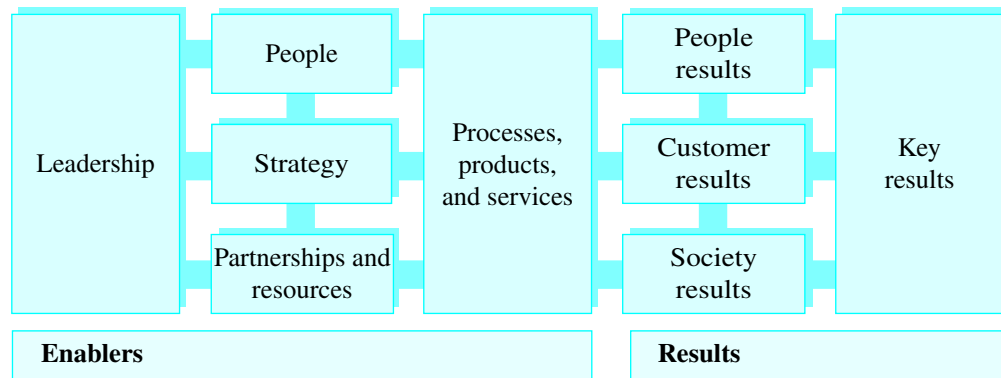 Leadership
People
Strategy
Partnerships and
resources
Processes,
products,
and services
People
results
Customer
results
Society
results
Key
results
Enablers
Results